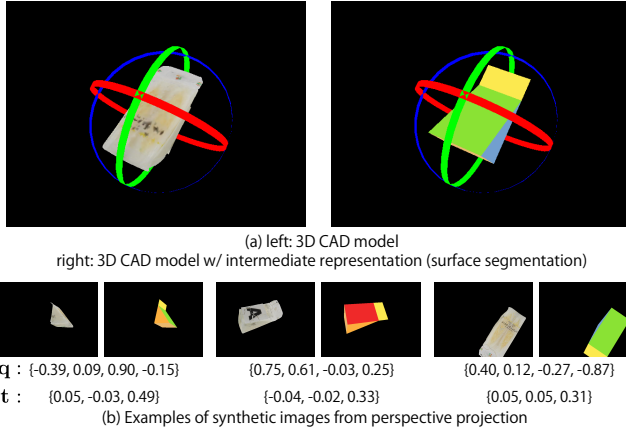 (a) left: 3D CAD model
right: 3D CAD model w/ intermediate representation (surface segmentation)
A
q : {-0.39, 0.09, 0.90, -0.15} {0.75, 0.61, -0.03, 0.25} {0.40, 0.12, -0.27, -0.87}
t : {0.05, -0.03, 0.49} {-0.04, -0.02, 0.33} {0.05, 0.05, 0.31}
(b) Examples of synthetic images from perspective projection